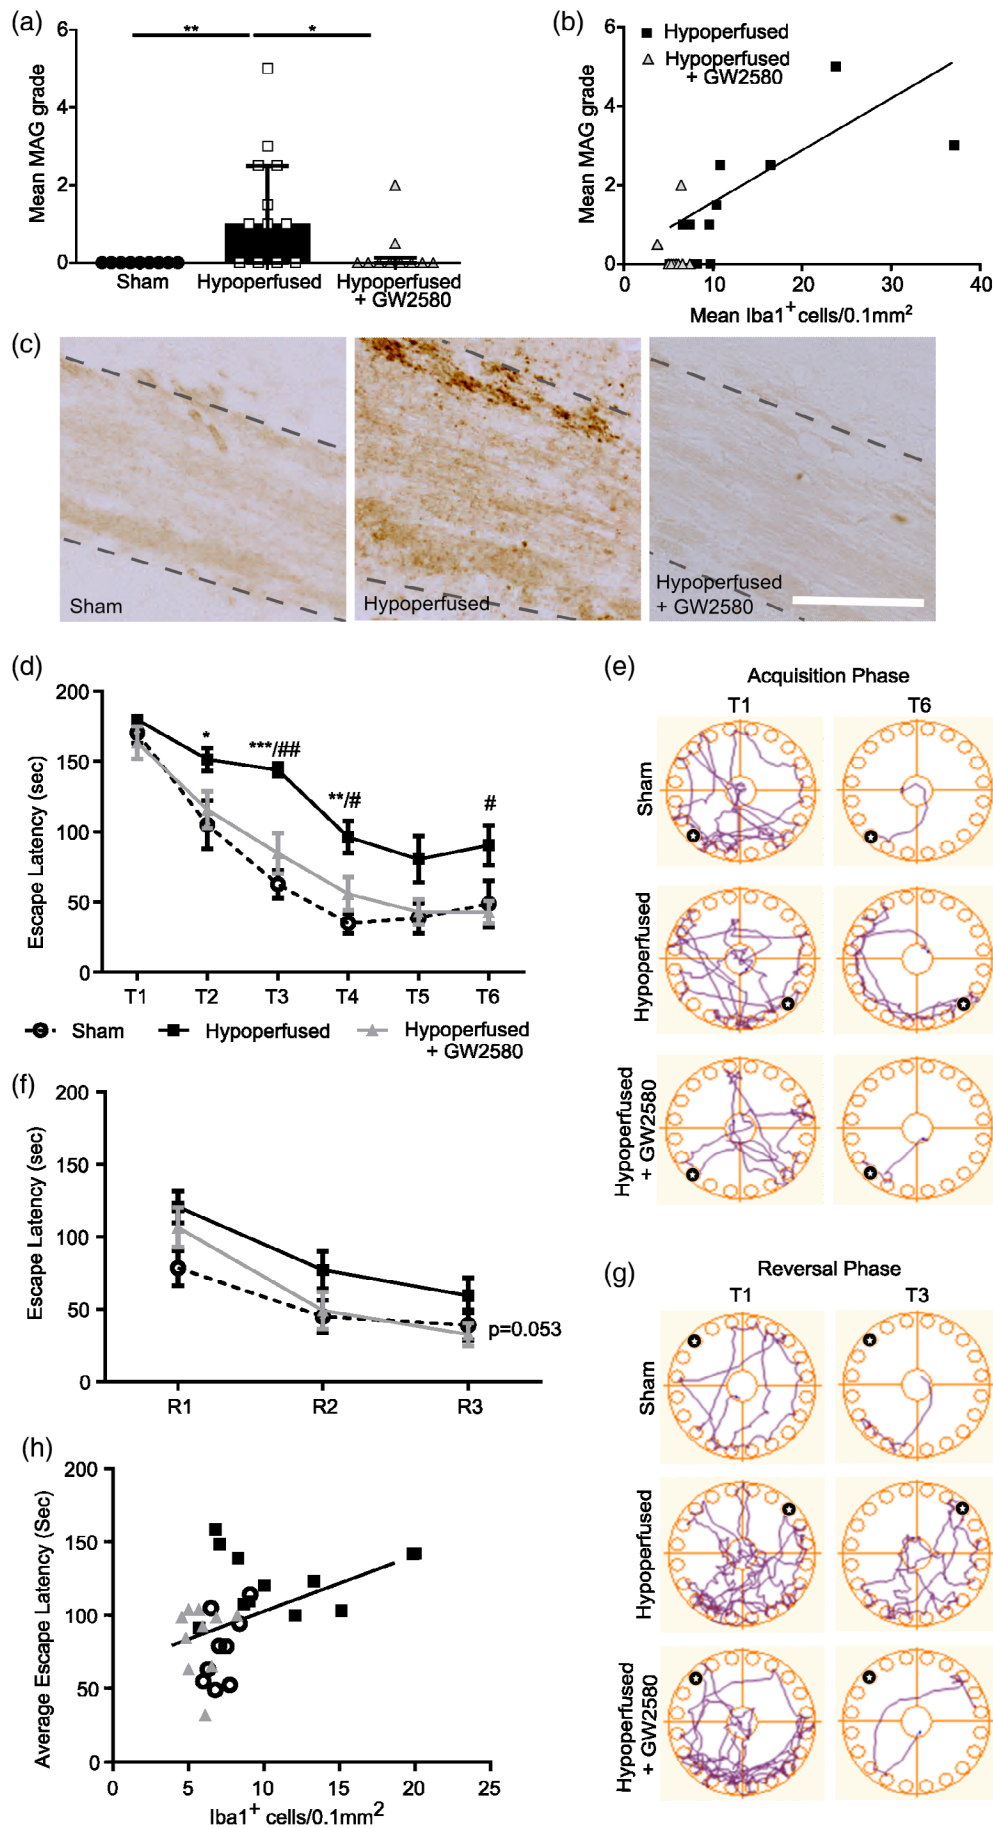 (a)
6
4
2
0
Mean MAG grade
**
*
Sham
Hypoperfused
Hypoperfused
+ GW2580
(b)
6
4
2
0
Mean MAG grade
Hypoperfused
Hypoperfused
+ GW2580
0 10 20 30 40
Mean Iba1+ cells/0.1mm2
(c)
Sham
Hypoperfused
Hypoperfused
+ GW2580
(d)
200
150
100
50
0
Escape Latency (sec)
*
***/##
**/#
#
T1 T2 T3 T4 T5 T6
Sham
Hypoperfused
Hypoperfused
+ GW2580
(e)
Acquisition Phase
T1 T6
Sham
Hypoperfused
Hypoperfused
+ GW2580
(f)
200
150
100
50
0
Escape Latency (sec)
p=0.053
R1 R2 R3
(g)
Reversal Phase
T1 T3
Sham
Hypoperfused
Hypoperfused
+ GW2580
(h)
200
150
100
50
0
Average Escape Latency (Sec)
0 5 10 15 20 25
Iba1+ cells/0.1mm2